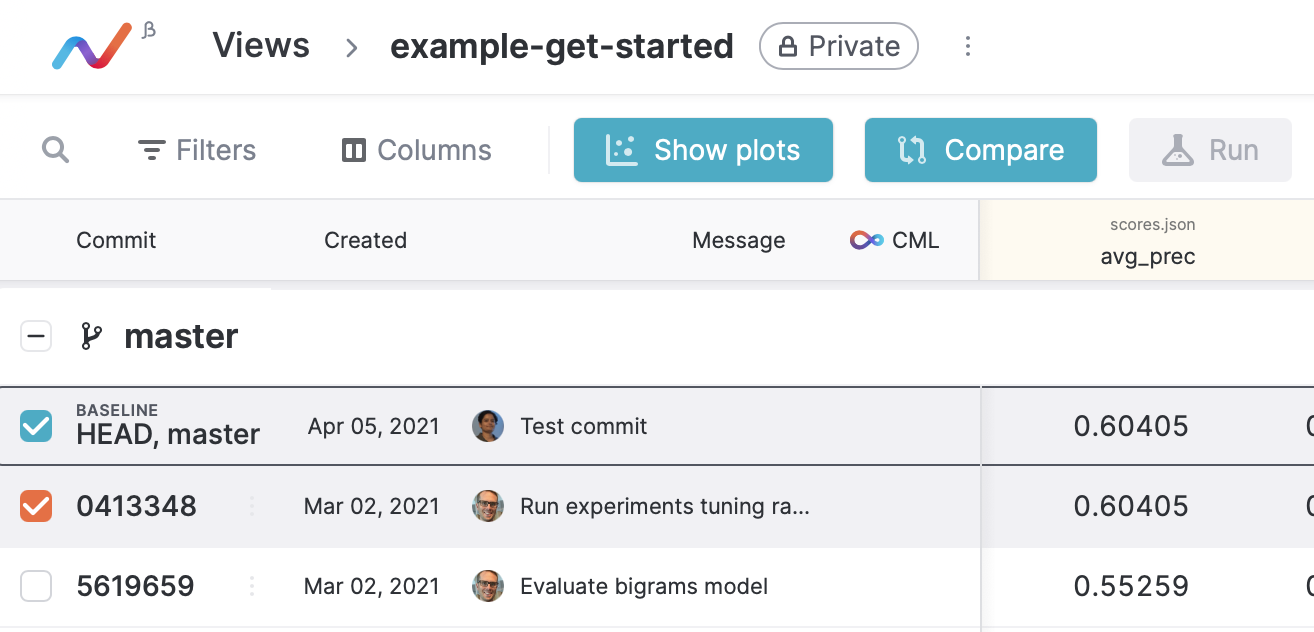 β
Views > example-get-started Private
Filters Columns Show plots Compare Run
Commit Created Message CML scores.json
avg_prec
master
BASELINE
HEAD, master Apr 05, 2021 Test commit 0.60405
0413348 Mar 02, 2021 Run experiments tuning ra... 0.60405
5619659 Mar 02, 2021 Evaluate bigrams model 0.55259